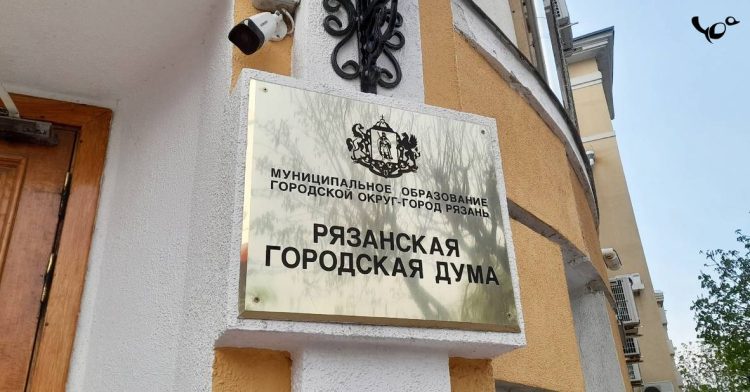 МУНИЦИПАЛЬНОЕ ОБРАЗОВАНИЕ
ГОРОДСКОЙ ОКРУГ-ГОРОД РЯЗАНЬ
РЯЗАНСКАЯ
ГОРОДСКАЯ ДУМА